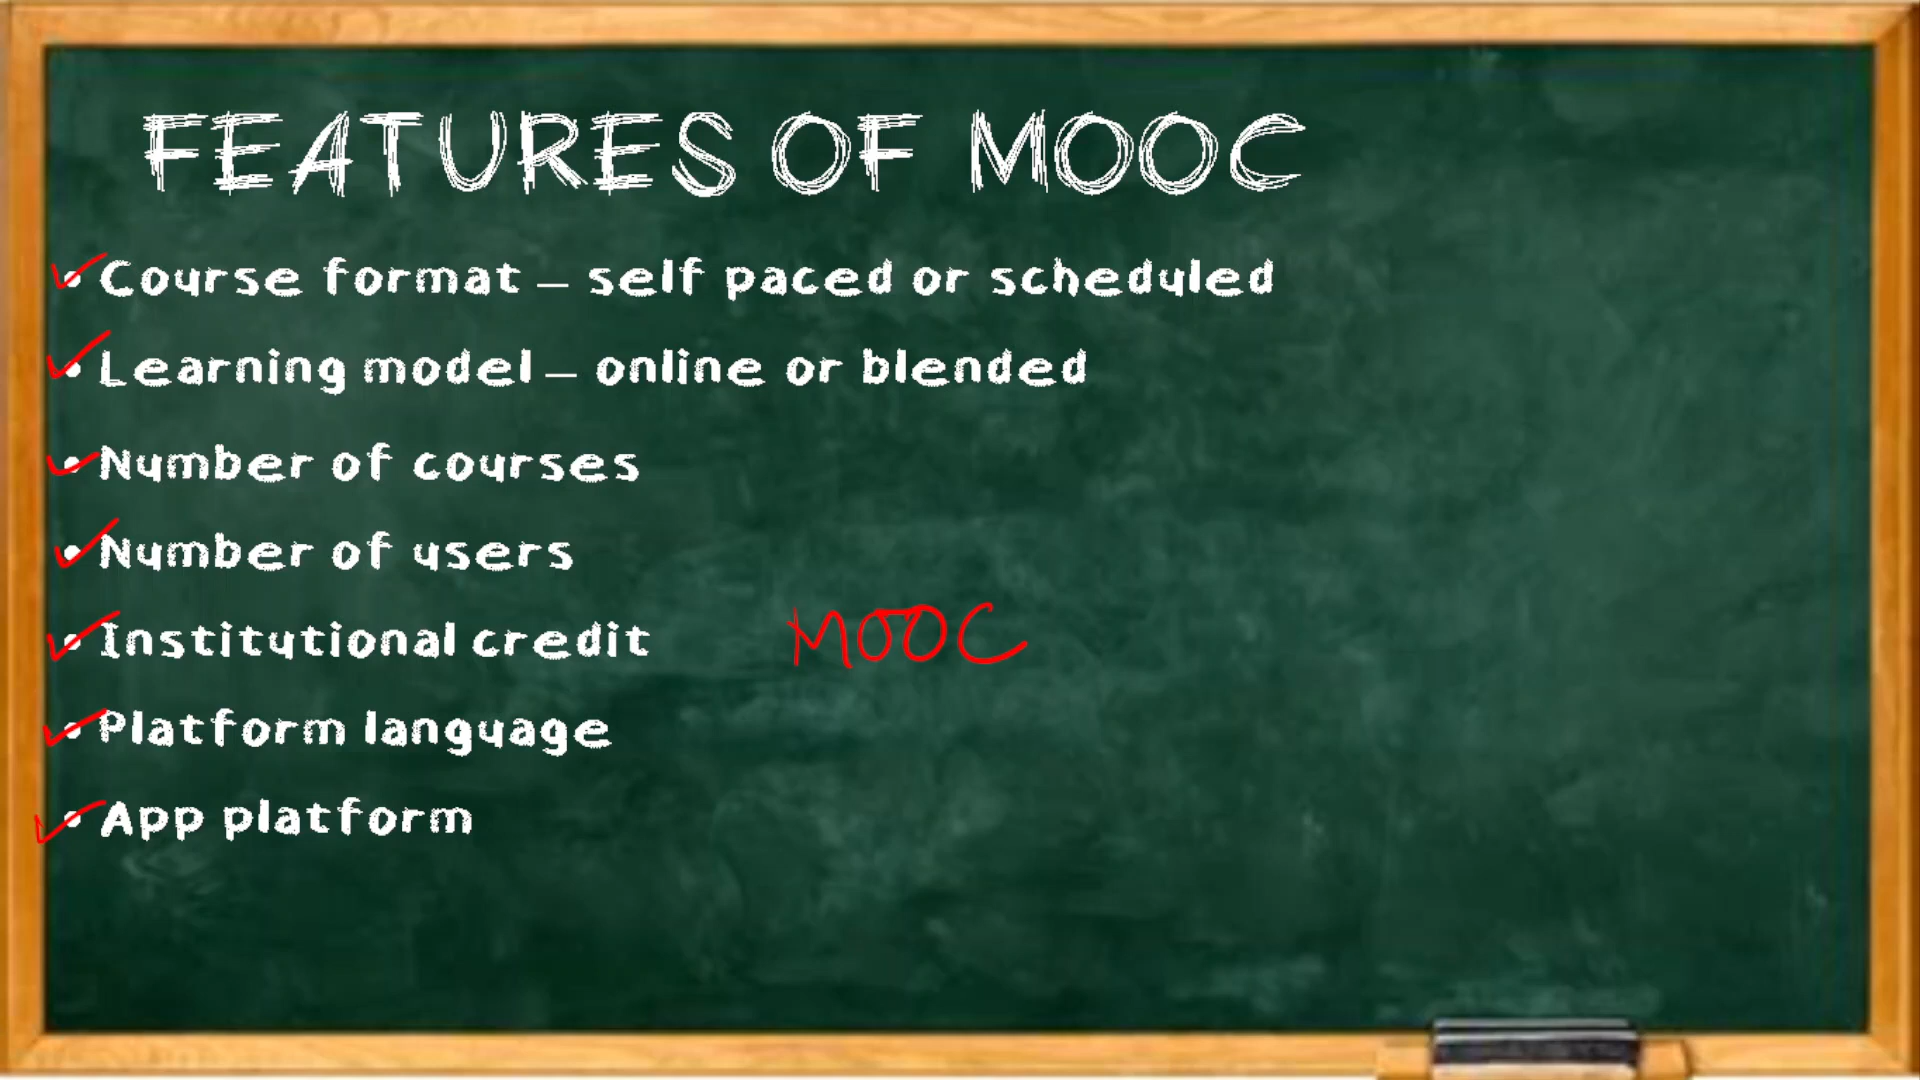 FEATURES OF MOOC
• Course format – self paced or scheduled
• Learning model – online or blended
• Number of courses
• Number of users
• Institutional credit MOOC
• Platform language
• App platform